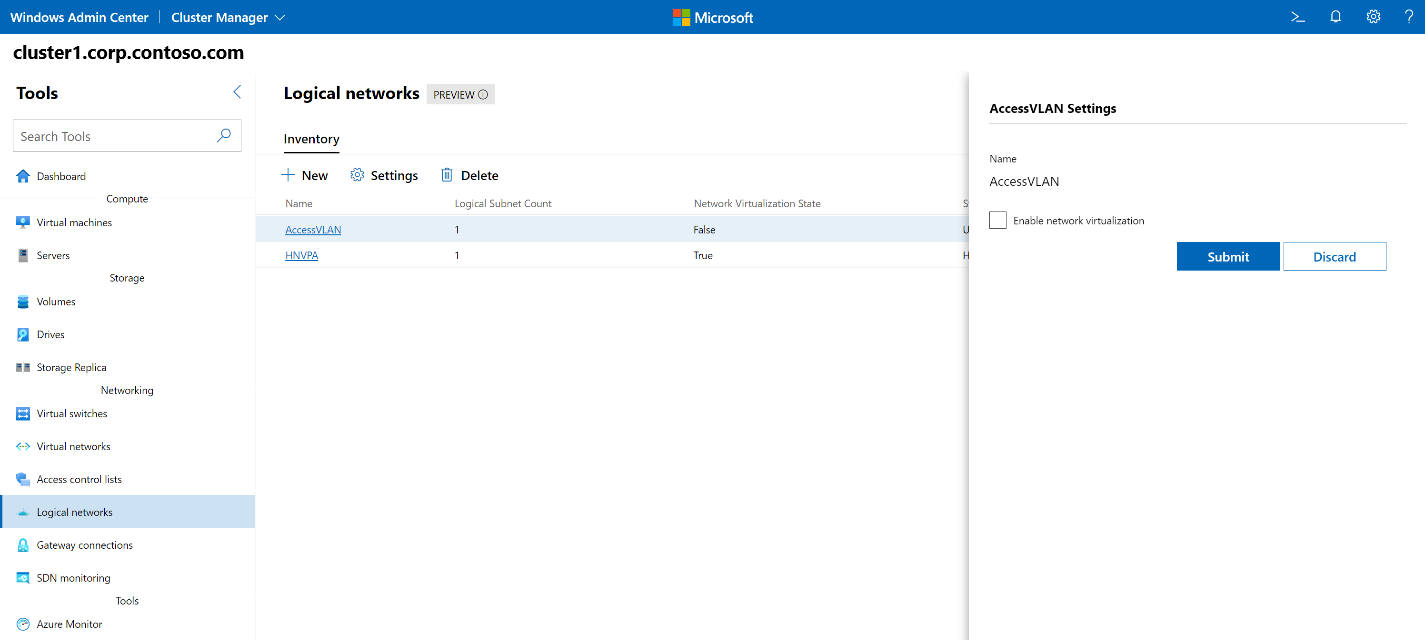 Windows Admin Center Cluster Manager Microsoft
cluster1.corp.contoso.com
Tools
Search Tools
Dashboard
Compute
Virtual machines
Servers
Storage
Volumes
Drives
Storage Replica
Networking
Virtual switches
Virtual networks
Access control lists
Logical networks
Gateway connections
SDN monitoring
Tools
Azure Monitor
Logical networks PREVIEW
Inventory
New Settings Delete
Name Logical Subnet Count Network Virtualization State
AccessVLAN 1 False
HNVPA 1 True
AccessVLAN Settings
Name
AccessVLAN
Enable network virtualization
Submit Discard